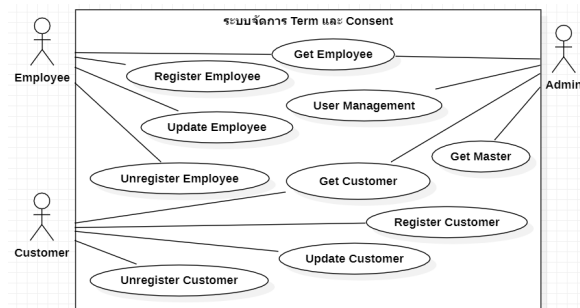 ระบบจัดการ Term และ Consent
Get Employee
Employee
Register Employee
Admin
User Management
Update Employee
Get Master
Unregister Employee
Get Customer
Register Customer
Customer
Update Customer
Unregister Customer